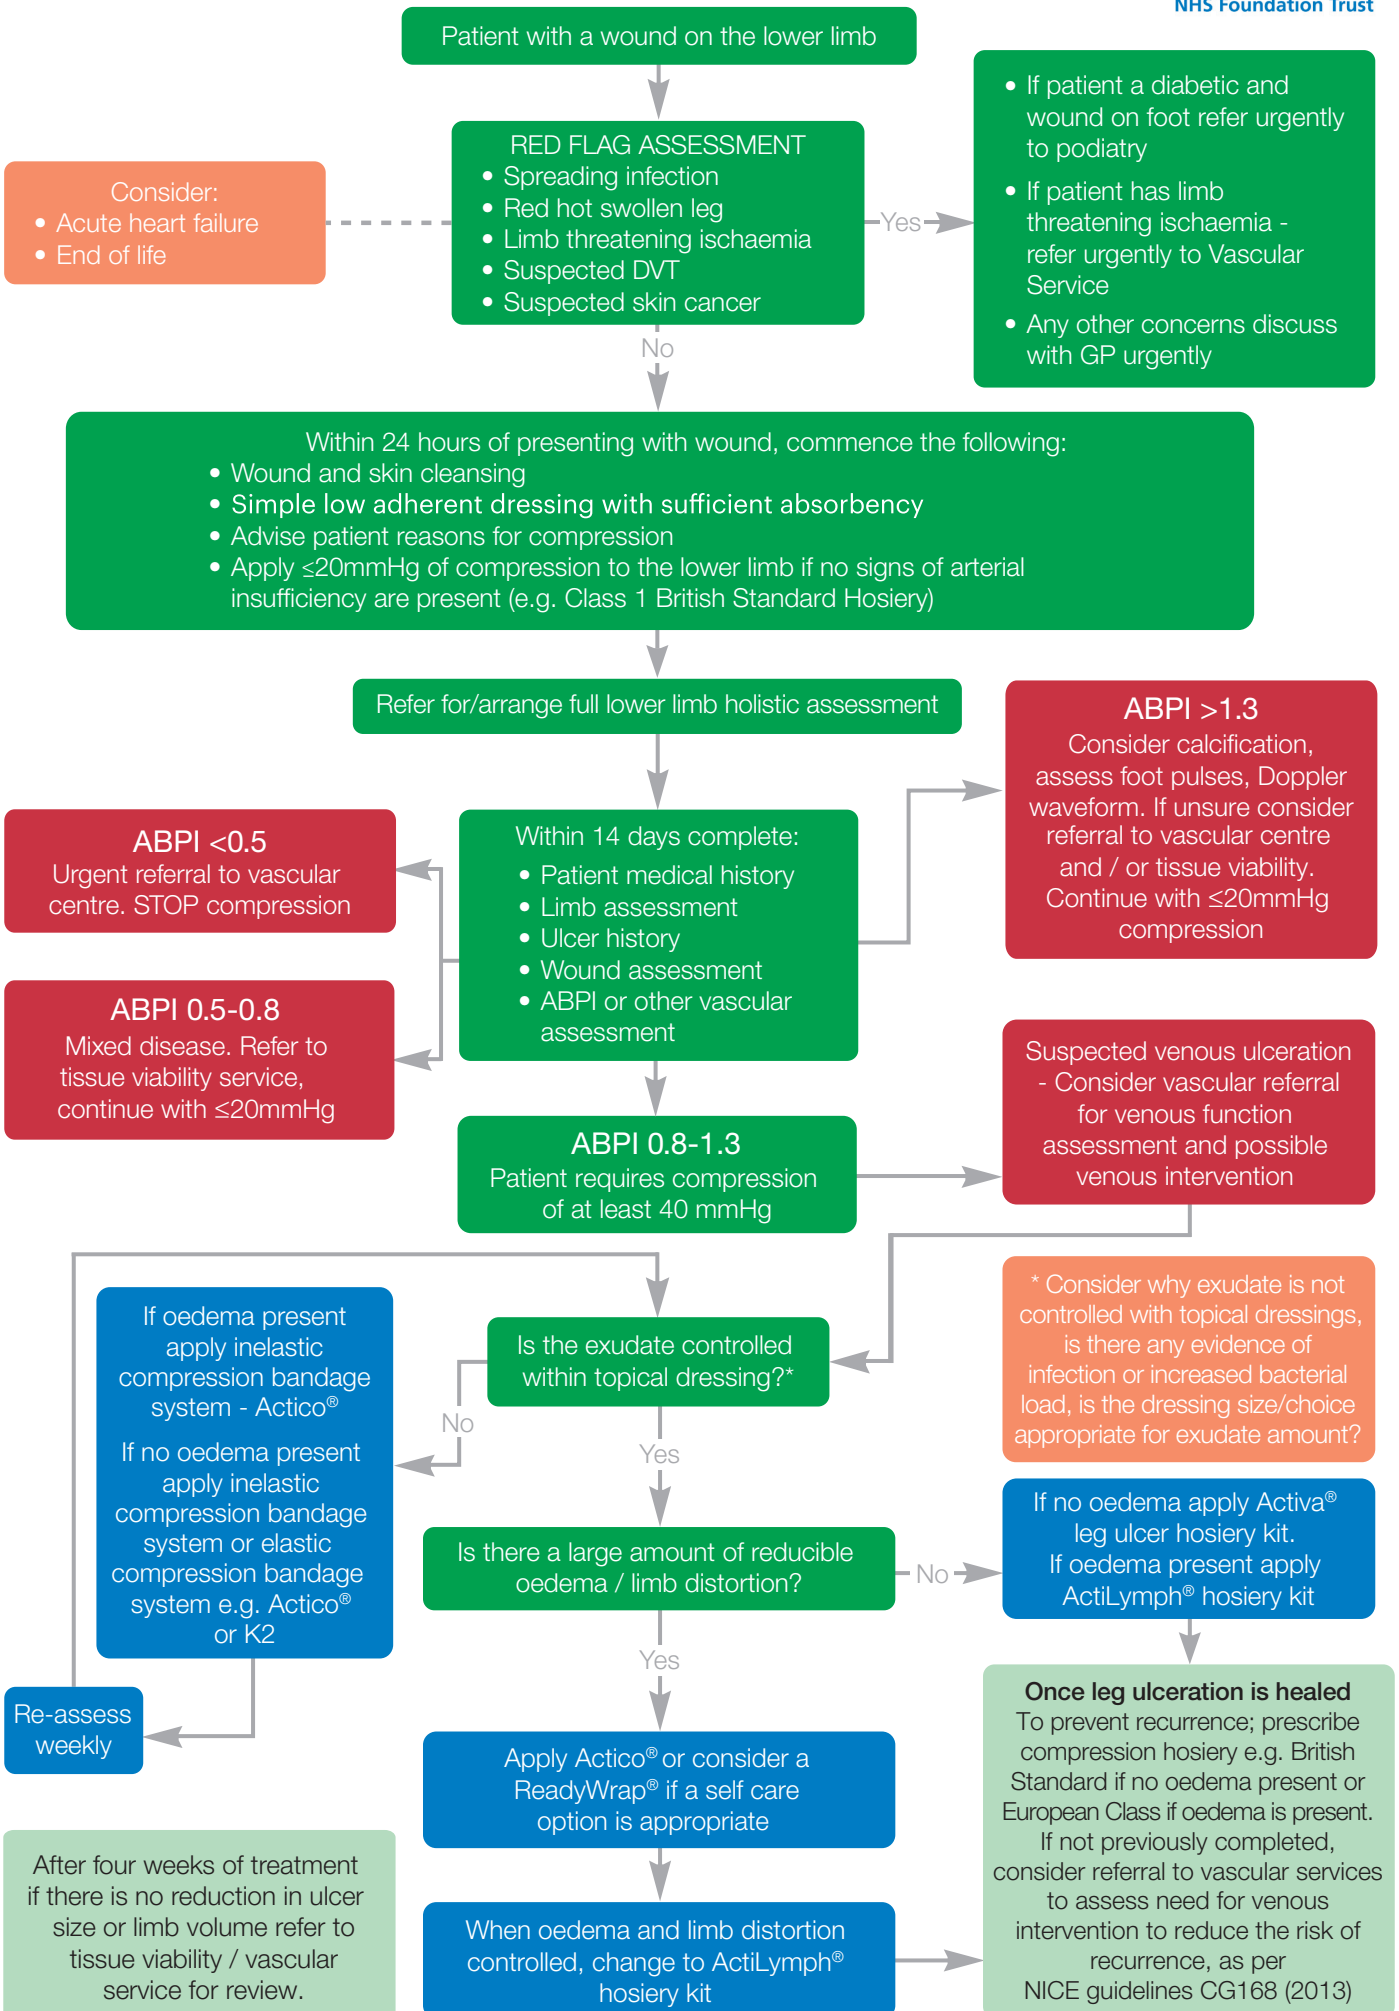 NHS Foundation Trust
Patient with a wound on the lower limb
RED FLAG ASSESSMENT
• Spreading infection
• Red hot swollen leg
• Limb threatening ischaemia
• Suspected DVT
• Suspected skin cancer
Consider:
• Acute heart failure
• End of life
Yes
• If patient a diabetic and
wound on foot refer urgently
to podiatry
• If patient has limb
threatening ischaemia -
refer urgently to Vascular
Service
• Any other concerns discuss
with GP urgently
No
Within 24 hours of presenting with wound, commence the following:
• Wound and skin cleansing
• Simple low adherent dressing with sufficient absorbency
• Advise patient reasons for compression
• Apply ≤20mmHg of compression to the lower limb if no signs of arterial
insufficiency are present (e.g. Class 1 British Standard Hosiery)
Refer for/arrange full lower limb holistic assessment
Within 14 days complete:
• Patient medical history
• Limb assessment
• Ulcer history
• Wound assessment
• ABPI or other vascular
assessment
ABPI >1.3
Consider calcification,
assess foot pulses, Doppler
waveform. If unsure consider
referral to vascular centre
and / or tissue viability.
Continue with ≤20mmHg
compression
ABPI <0.5
Urgent referral to vascular
centre. STOP compression
ABPI 0.5-0.8
Mixed disease. Refer to
tissue viability service,
continue with ≤20mmHg
ABPI 0.8-1.3
Patient requires compression
of at least 40 mmHg
Suspected venous ulceration
- Consider vascular referral
for venous function
assessment and possible
venous intervention
Is the exudate controlled
within topical dressing?*
* Consider why exudate is not
controlled with topical dressings,
is there any evidence of
infection or increased bacterial
load, is the dressing size/choice
appropriate for exudate amount?
No
If oedema present
apply inelastic
compression bandage
system - Actico®
If no oedema present
apply inelastic
compression bandage
system or elastic
compression bandage
system e.g. Actico®
or K2
Re-assess
weekly
Yes
Is there a large amount of reducible
oedema / limb distortion?
No
If no oedema apply Activa®
leg ulcer hosiery kit.
If oedema present apply
ActiLymph® hosiery kit
Yes
Apply Actico® or consider a
ReadyWrap® if a self care
option is appropriate
When oedema and limb distortion
controlled, change to ActiLymph®
hosiery kit
Once leg ulceration is healed
To prevent recurrence; prescribe
compression hosiery e.g. British
Standard if no oedema present or
European Class if oedema is present.
If not previously completed,
consider referral to vascular services
to assess need for venous
intervention to reduce the risk of
recurrence, as per
NICE guidelines CG168 (2013)
After four weeks of treatment
if there is no reduction in ulcer
size or limb volume refer to
tissue viability / vascular
service for review.